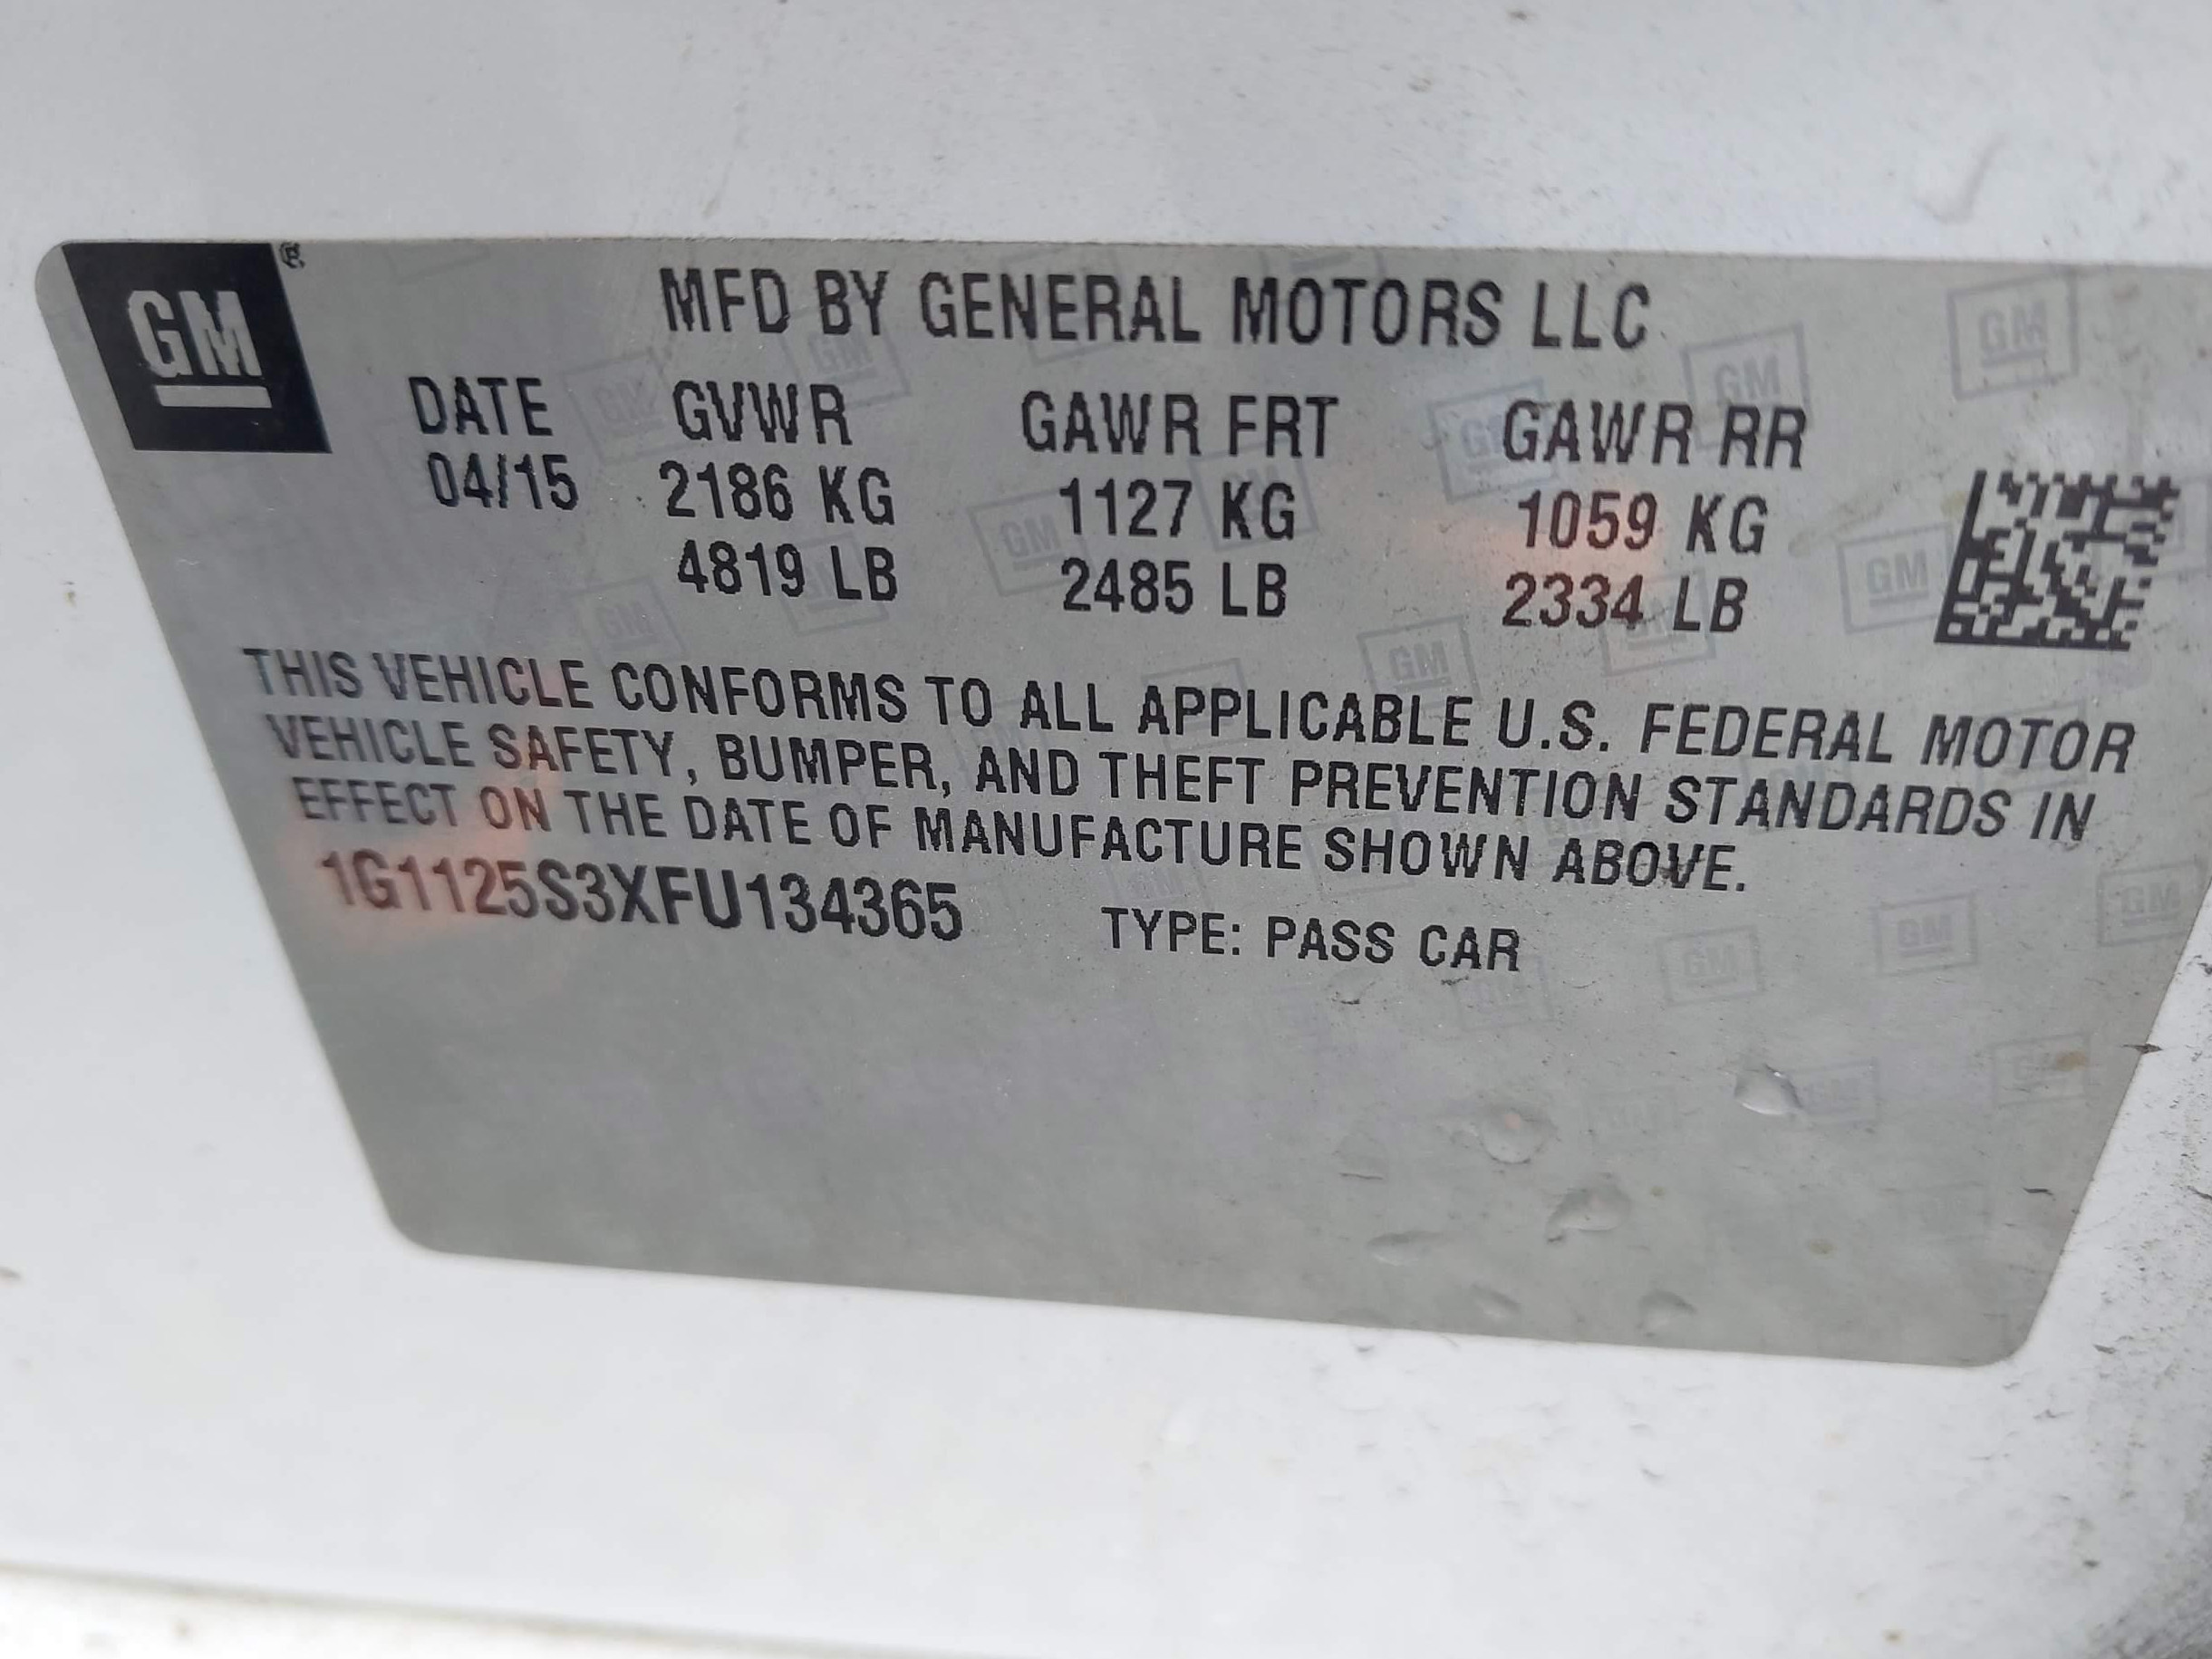 GM®
MFD BY GENERAL MOTORS LLC
DATE GVWR GAWR FRT GAWR RR
04/15 2186 KG 1127 KG 1059 KG
4819 LB 2485 LB 2334 LB
THIS VEHICLE CONFORMS TO ALL APPLICABLE U.S. FEDERAL MOTOR
VEHICLE SAFETY, BUMPER, AND THEFT PREVENTION STANDARDS IN
EFFECT ON THE DATE OF MANUFACTURE SHOWN ABOVE.
1G1125S3XFU134365 TYPE: PASS CAR